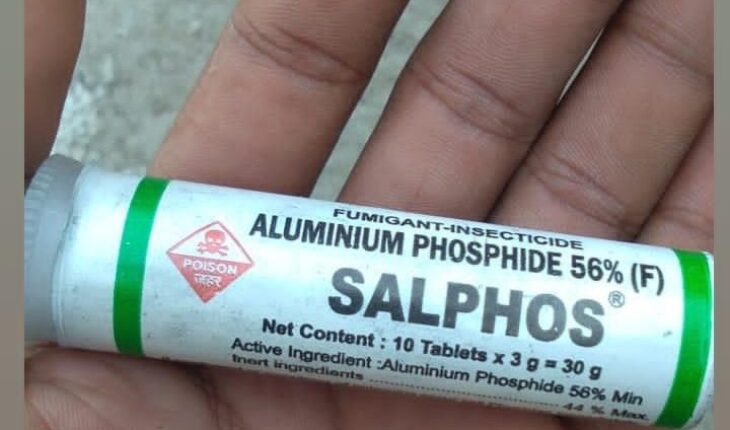 FUMIGANT-INSECTICIDE
ALUMINIUM PHOSPHIDE 56% (F)
POISON
जहर
SALPHOS®
Net Content : 10 Tablets x 3 g = 30 g
Active Ingredient :Aluminium Phosphide 56% Min
Inert ingredients .................................. 44 % Max.